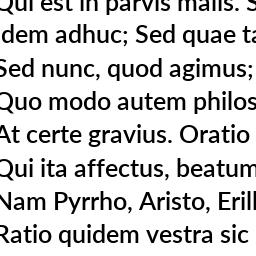 Qui est in parvis malis. S
Idem adhuc; Sed quae ta
Sed nunc, quod agimus;
Quo modo autem philos
At certe gravius. Oratio
Qui ita affectus, beatum
Nam Pyrrho, Aristo, Erill
Ratio quidem vestra sic